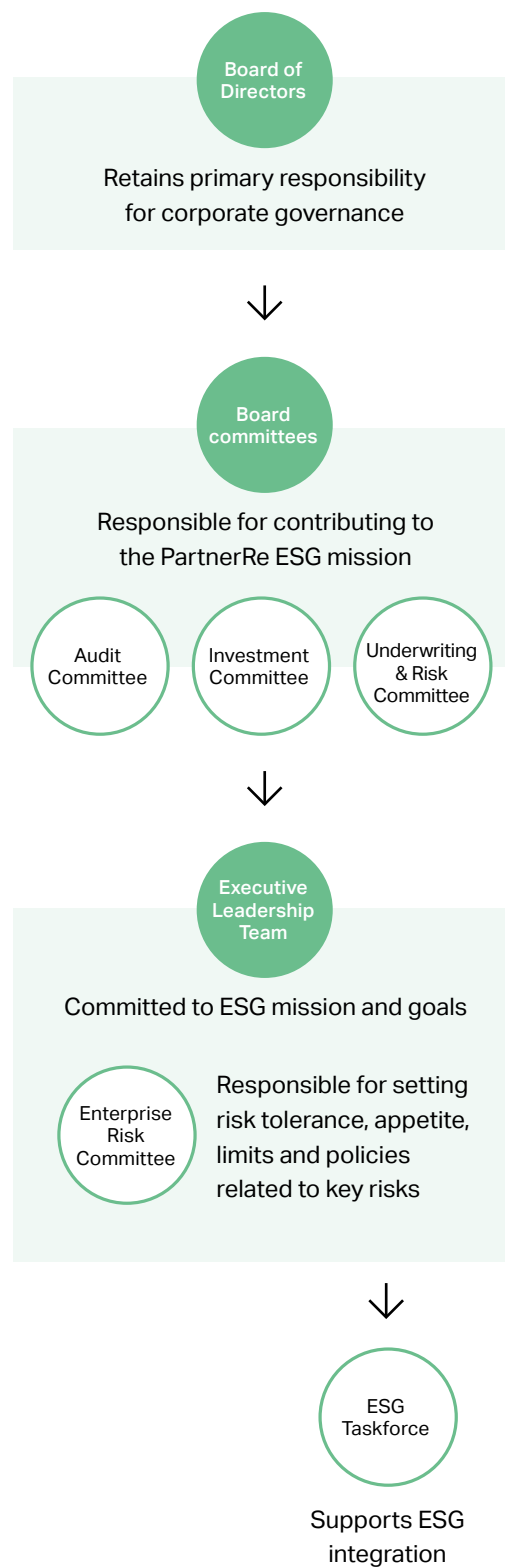 Board of
Directors
Retains primary responsibility
for corporate governance
Board
committees
Responsible for contributing to
the PartnerRe ESG mission
Audit
Committee
Investment
Committee
Underwriting
& Risk
Committee
Executive
Leadership
Team
Committed to ESG mission and goals
Enterprise
Risk
Committee
Responsible for setting
risk tolerance, appetite,
limits and policies
related to key risks
ESG
Taskforce
Supports ESG
integration